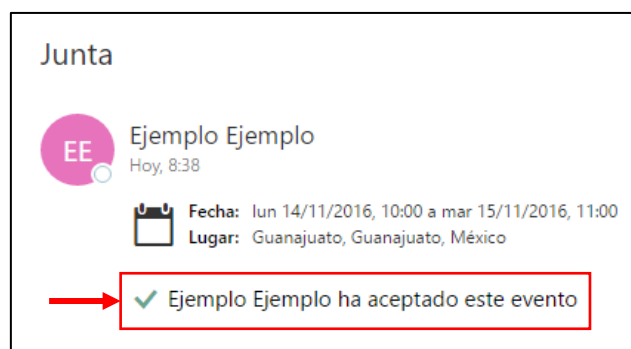 Junta
EE
Ejemplo Ejemplo
Hoy, 8:38
Fecha: lun 14/11/2016, 10:00 a mar 15/11/2016, 11:00
Lugar: Guanajuato, Guanajuato, México
Ejemplo Ejemplo ha aceptado este evento